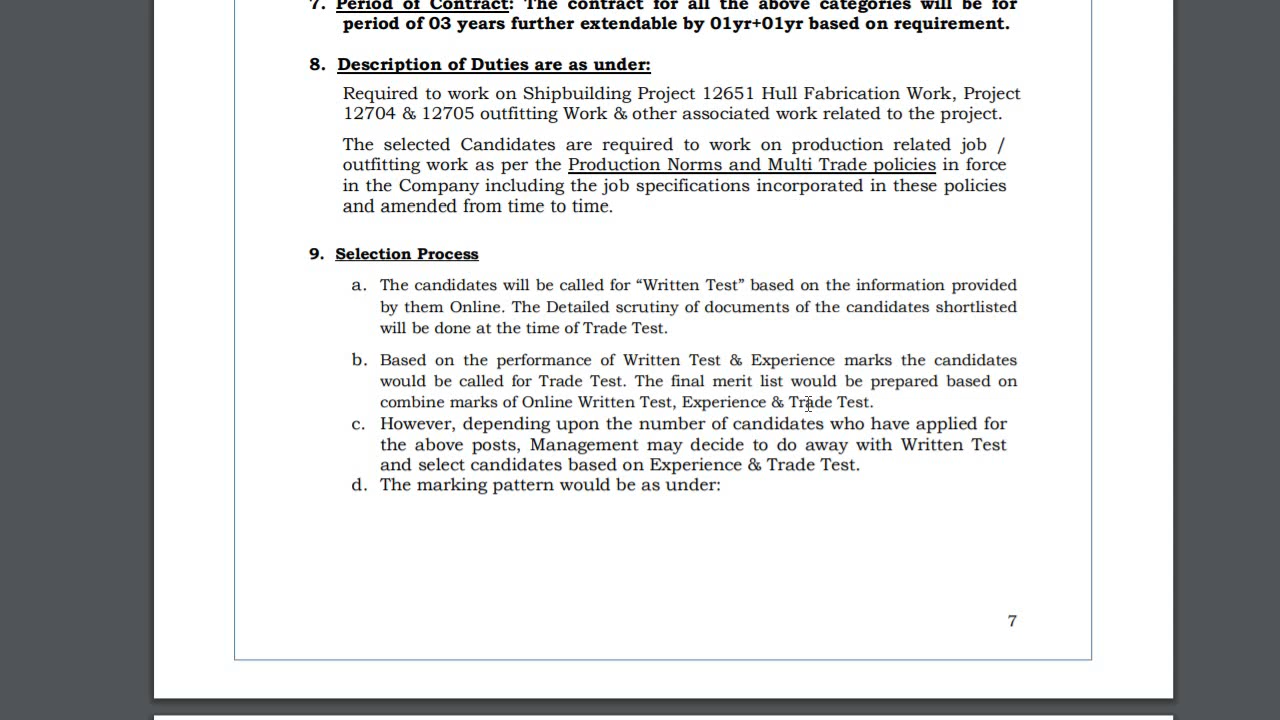 7. Period of Contract: The contract for all the above categories will be for
period of 03 years further extendable by 01yr+01yr based on requirement.
8. Description of Duties are as under:
Required to work on Shipbuilding Project 12651 Hull Fabrication Work, Project
12704 & 12705 outfitting Work & other associated work related to the project.
The selected Candidates are required to work on production related job /
outfitting work as per the Production Norms and Multi Trade policies in force
in the Company including the job specifications incorporated in these policies
and amended from time to time.
9. Selection Process
a. The candidates will be called for “Written Test” based on the information provided
by them Online. The Detailed scrutiny of documents of the candidates shortlisted
will be done at the time of Trade Test.
b. Based on the performance of Written Test & Experience marks the candidates
would be called for Trade Test. The final merit list would be prepared based on
combine marks of Online Written Test, Experience & Trade Test.
c. However, depending upon the number of candidates who have applied for
the above posts, Management may decide to do away with Written Test
and select candidates based on Experience & Trade Test.
d. The marking pattern would be as under:
7